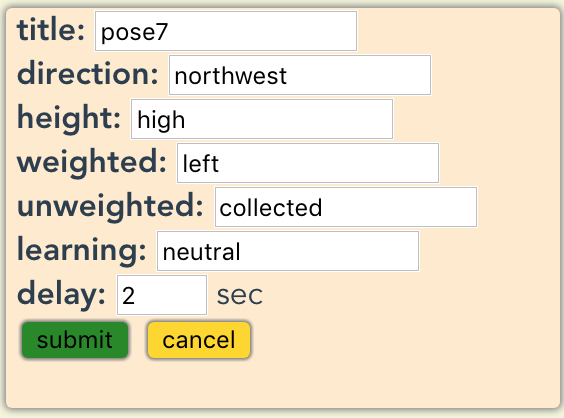 title: pose7
direction: northwest
height: high
weighted: left
unweighted: collected
learning: neutral
delay: 2 sec
submit cancel